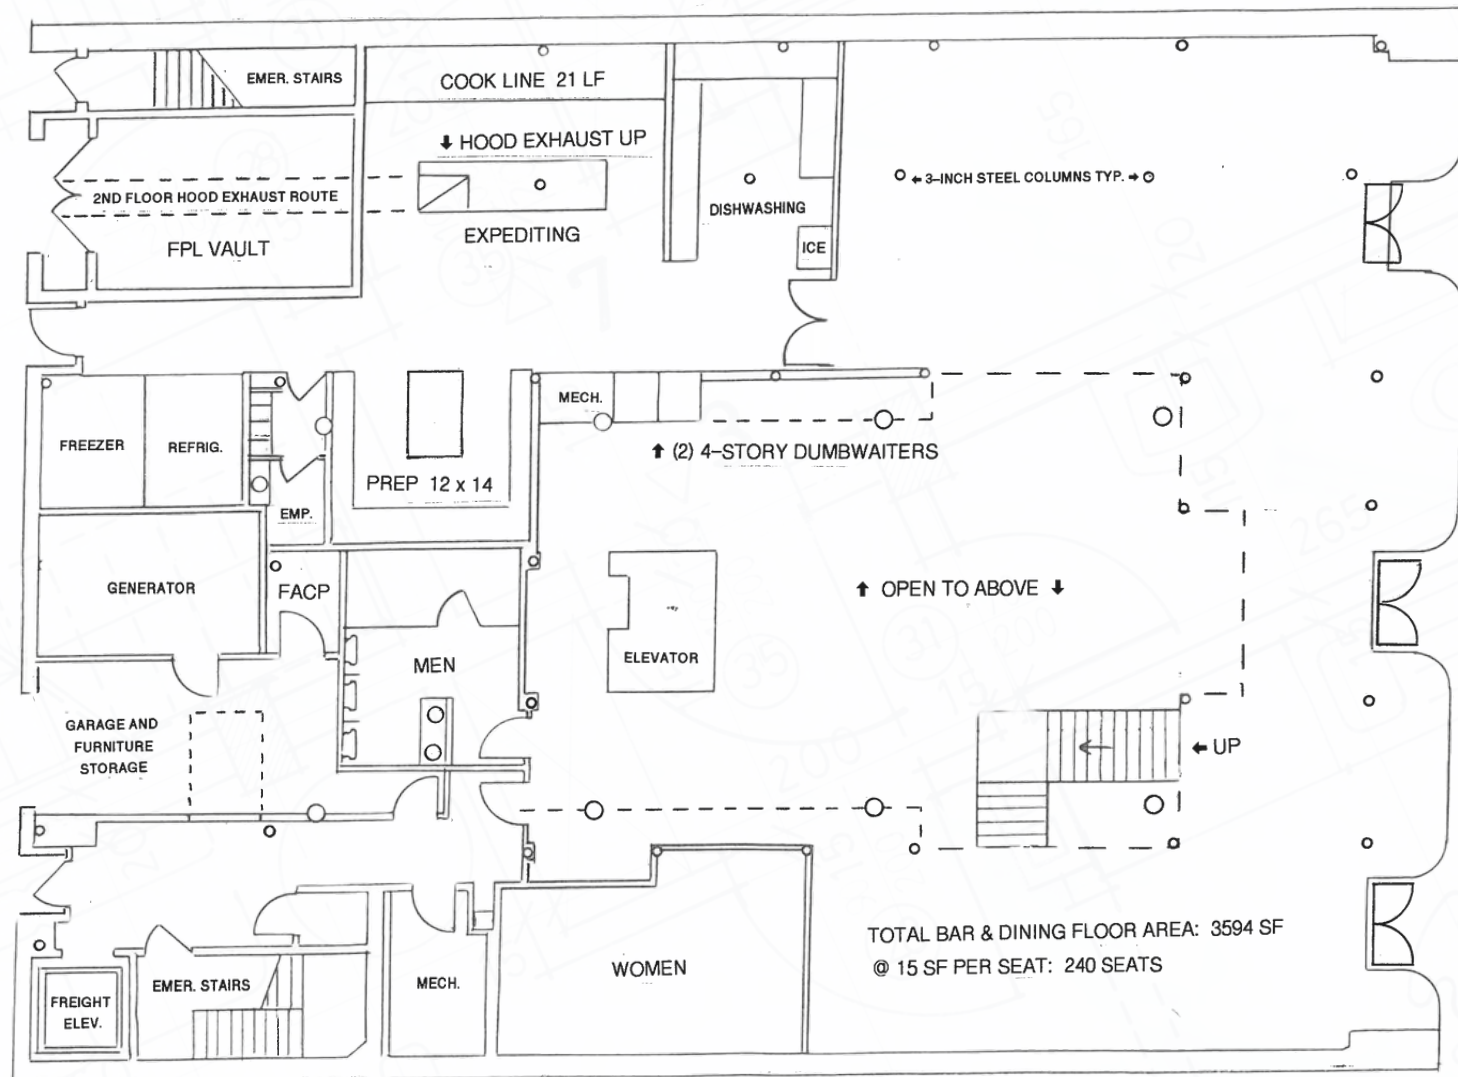 EMER. STAIRS
COOK LINE 21 LF
⬇ HOOD EXHAUST UP
2ND FLOOR HOOD EXHAUST ROUTE
FPL VAULT
EXPEDITING
DISHWASHING
ICE
←3-INCH STEEL COLUMNS TYP.→
FREEZER
REFRIG.
EMP.
PREP 12 x 14
MECH.
⬆ (2) 4-STORY DUMBWAITERS
GENERATOR
FACP
MEN
ELEVATOR
⬆ OPEN TO ABOVE ⬇
GARAGE AND
FURNITURE
STORAGE
←UP
TOTAL BAR & DINING FLOOR AREA: 3594 SF
@ 15 SF PER SEAT: 240 SEATS
FREIGHT
ELEV.
EMER. STAIRS
MECH.
WOMEN